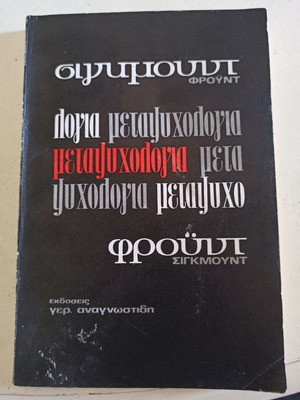 σιγκμουντ
ΦΡΟΫΝΤ
λογια μεταψυχολογια
μεταψυχολογια μετα
ψυχολογια μεταψυχο
φροϋντ
ΣΙΓΚΜΟΥΝΤ
εκδοσεις
γερ. αναγνωστιδη